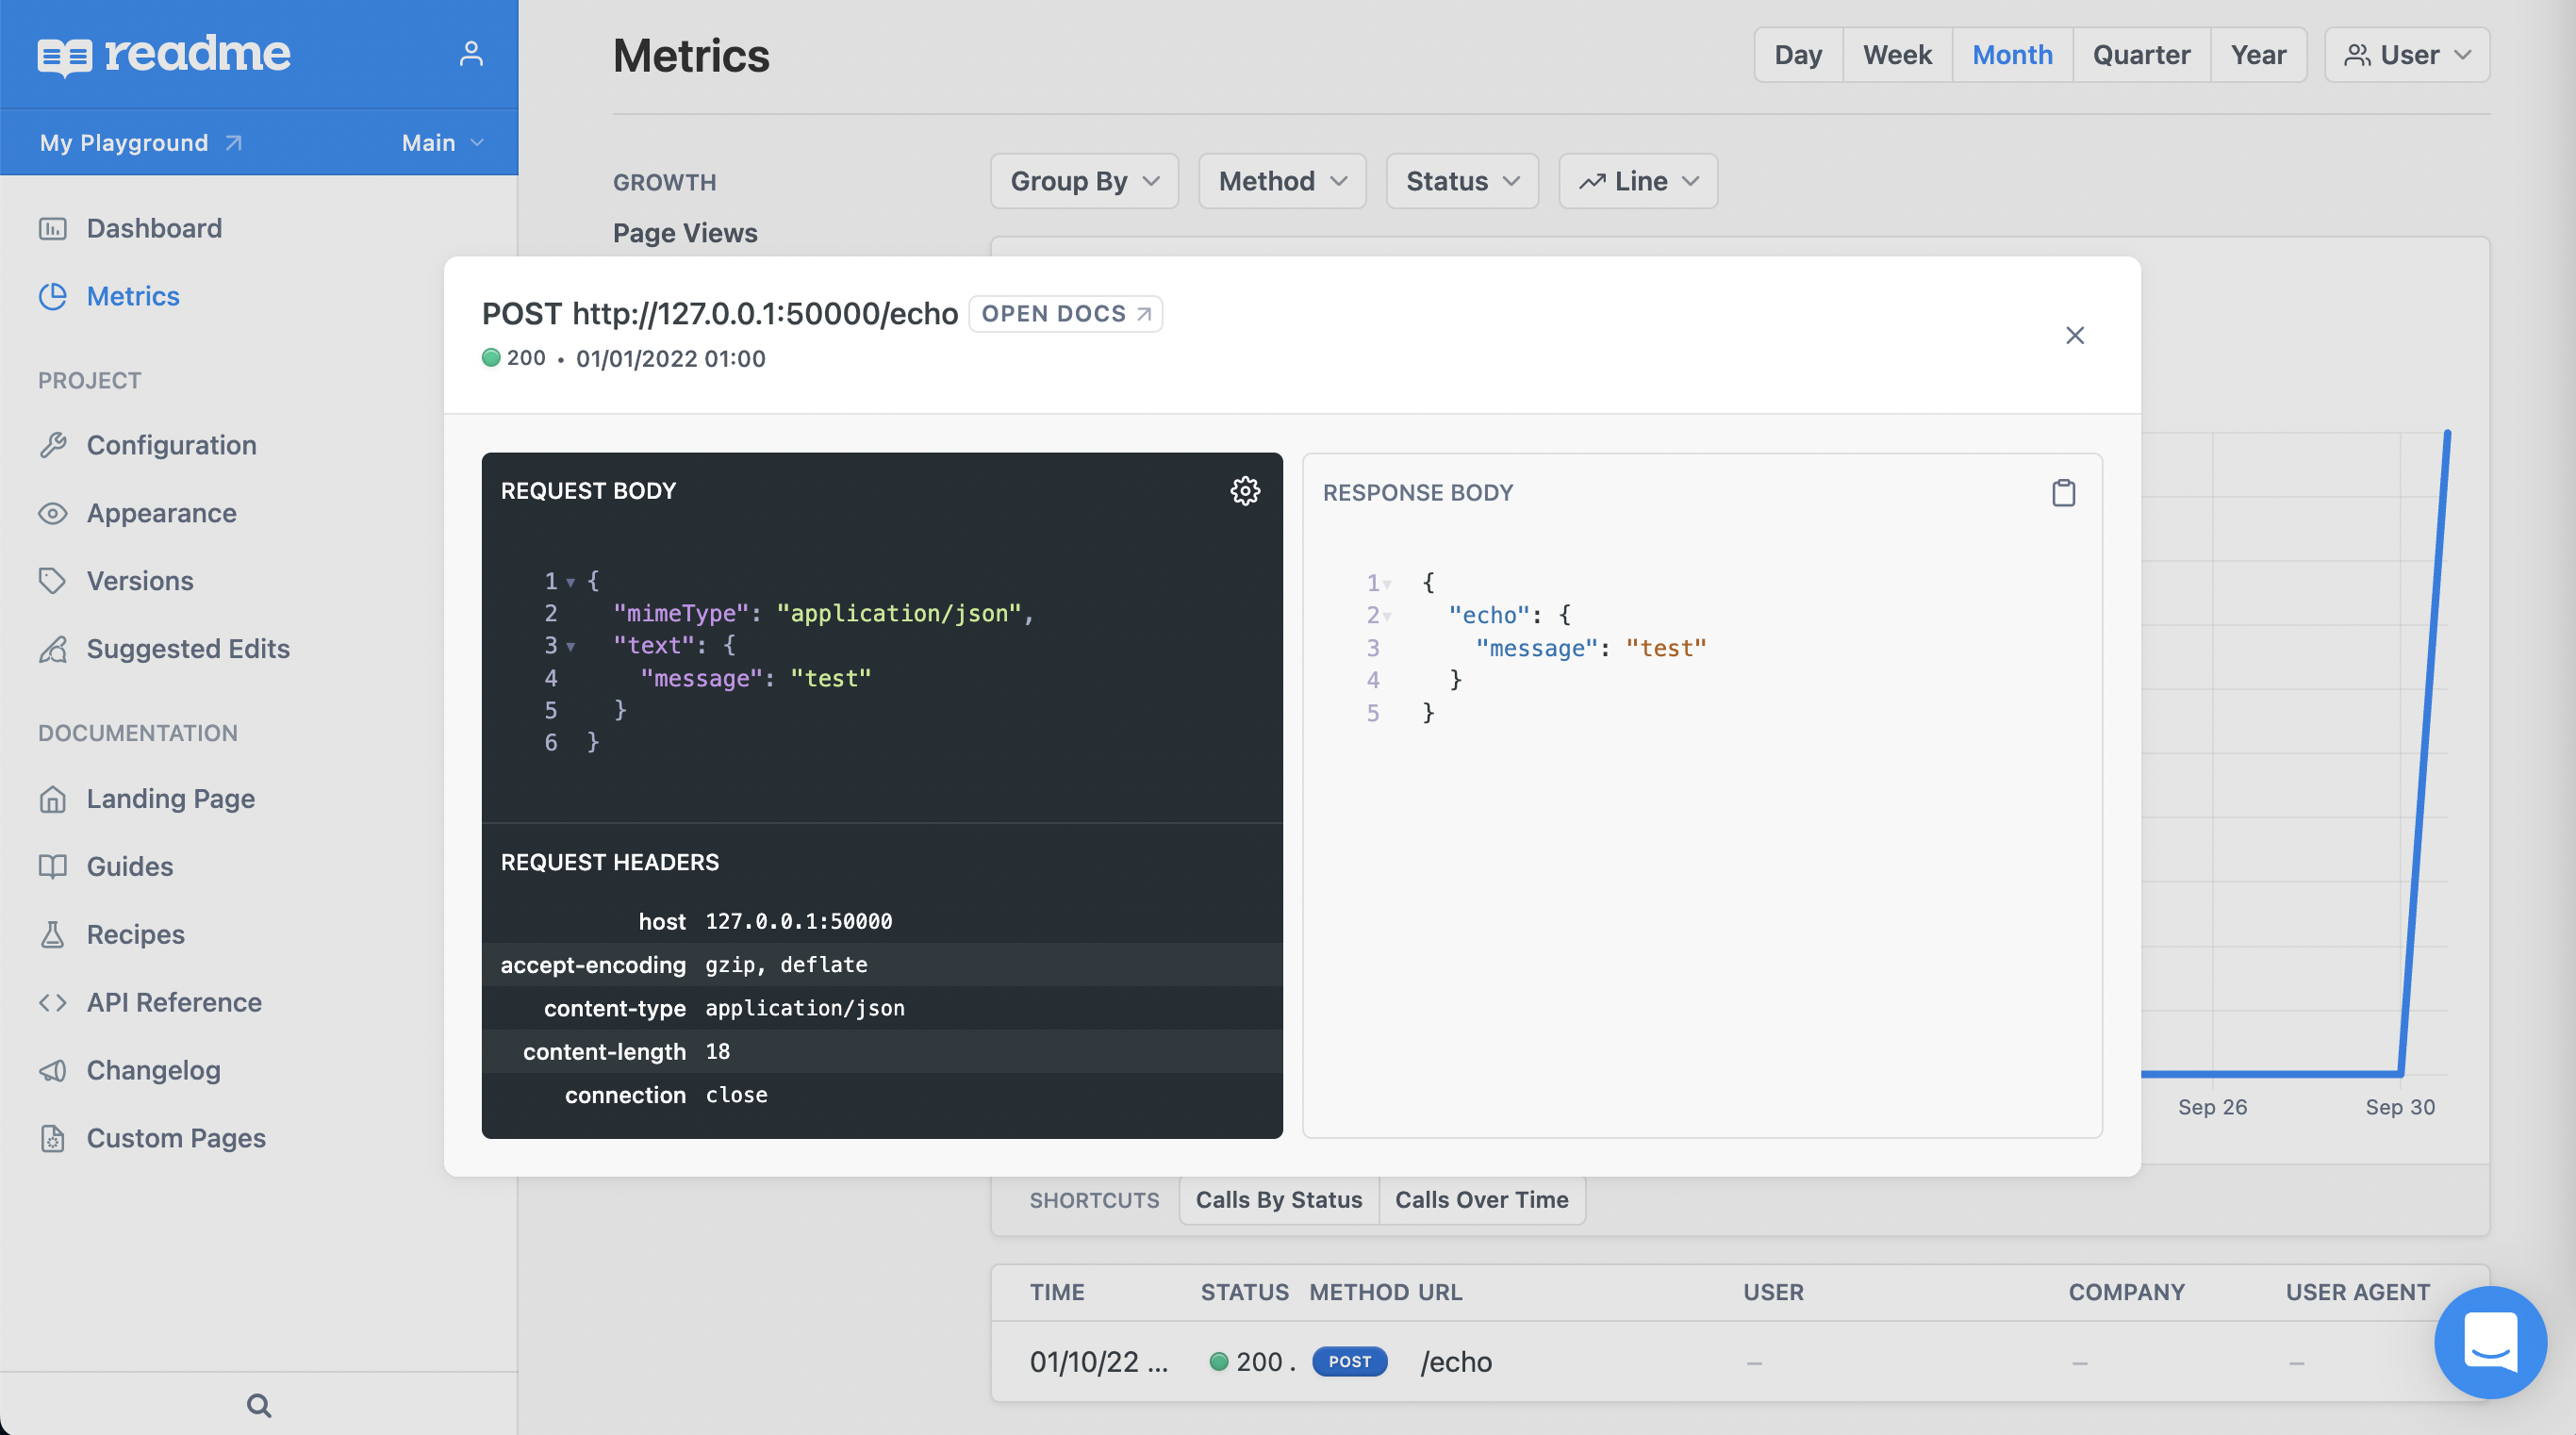 readme
My Playground
Main
Dashboard
Metrics
PROJECT
Configuration
Appearance
Versions
Suggested Edits
DOCUMENTATION
Landing Page
Guides
Recipes
API Reference
Changelog
Custom Pages
Metrics
Day Week Month Quarter Year User
GROWTH
Page Views
Group By Method Status Line
POST http://127.0.0.1:50000/echo OPEN DOCS
200 • 01/01/2022 01:00
REQUEST BODY
1 {
2 "mimeType": "application/json",
3 "text": {
4 "message": "test"
5 }
6 }
REQUEST HEADERS
host 127.0.0.1:50000
accept-encoding gzip, deflate
content-type application/json
content-length 18
connection close
RESPONSE BODY
1 {
2 "echo": {
3 "message": "test"
4 }
5 }
Sep 26 Sep 30
SHORTCUTS Calls By Status Calls Over Time
TIME STATUS METHOD URL USER COMPANY USER AGENT
01/10/22 ... 200 . POST /echo – – –